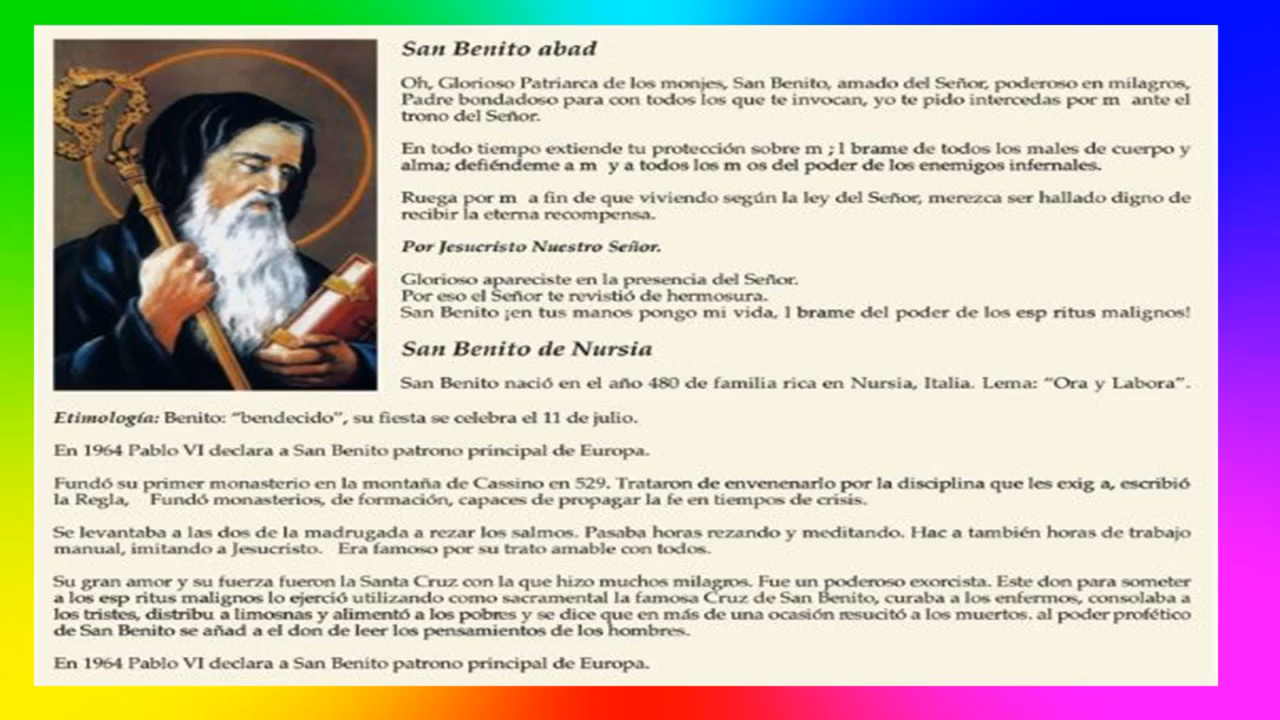 San Benito abad
Oh, Glorioso Patriarca de los monjes, San Benito, amado del Señor, poderoso en milagros,
Padre bondadoso para con todos los que te invocan, yo te pido intercedas por m  ante el
trono del Señor.
En todo tiempo extiende tu protección sobre m ; l brame de todos los males de cuerpo y
alma; defiéndeme a m  y a todos los m os del poder de los enemigos infernales.
Ruega por m  a fin de que viviendo según la ley del Señor, merezca ser hallado digno de
recibir la eterna recompensa.
Por Jesucristo Nuestro Señor.
Glorioso apareciste en la presencia del Señor.
Por eso el Señor te revistió de hermosura.
San Benito ¡en tus manos pongo mi vida, l brame del poder de los esp ritus malignos!
San Benito de Nursia
San Benito nació en el año 480 de familia rica en Nursia, Italia. Lema: “Ora y Labora”.
Etimología: Benito: “bendecido”, su fiesta se celebra el 11 de julio.
En 1964 Pablo VI declara a San Benito patrono principal de Europa.
Fundó su primer monasterio en la montaña de Cassino en 529. Trataron de envenenarlo por la disciplina que les exig a, escribió
la Regla,   Fundó monasterios, de formación, capaces de propagar la fe en tiempos de crisis.
Se levantaba a las dos de la madrugada a rezar los salmos. Pasaba horas rezando y meditando. Hac a también horas de trabajo
manual, imitando a Jesucristo.   Era famoso por su trato amable con todos.
Su gran amor y su fuerza fueron la Santa Cruz con la que hizo muchos milagros. Fue un poderoso exorcista. Este don para someter
a los esp ritus malignos lo ejerció utilizando como sacramental la famosa Cruz de San Benito, curaba a los enfermos, consolaba a
los tristes, distribu a limosnas y alimentó a los pobres y se dice que en más de una ocasión resucitó a los muertos. al poder profético
de San Benito se añad a el don de leer los pensamientos de los hombres.
En 1964 Pablo VI declara a San Benito patrono principal de Europa.